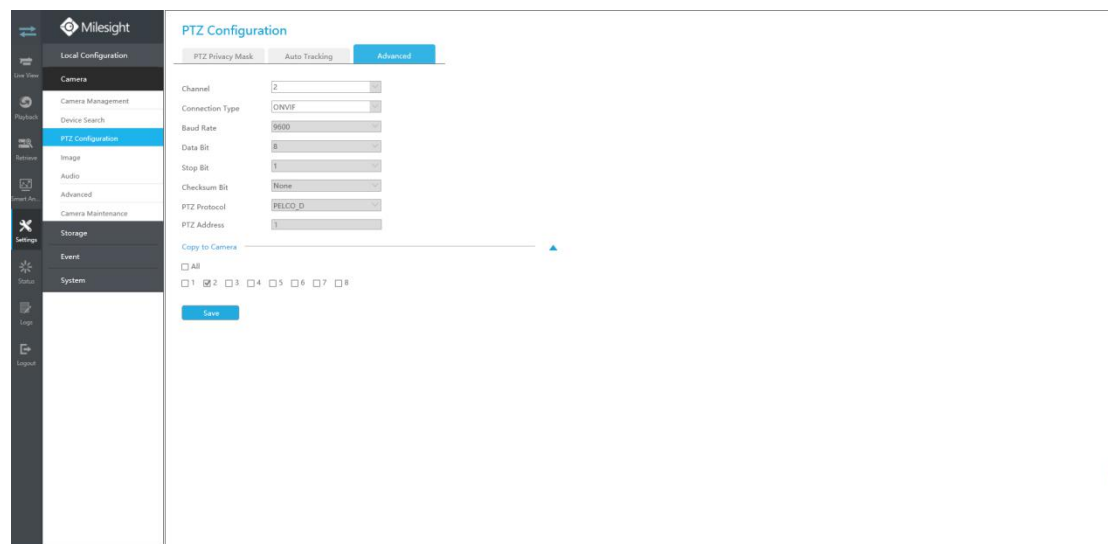 Milesight
Live View
Playback
Retrieve
Smart An...
Settings
Status
Logs
Logout
Local Configuration
Camera
Camera Management
Device Search
PTZ Configuration
Image
Audio
Advanced
Camera Maintenance
Storage
Event
System
PTZ Configuration
PTZ Privacy Mask Auto Tracking Advanced
Channel 2
Connection Type ONVIF
Baud Rate 9600
Data Bit 8
Stop Bit 1
Checksum Bit None
PTZ Protocol PELCO_D
PTZ Address 1
Copy to Camera
All
1 2 3 4 5 6 7 8
Save